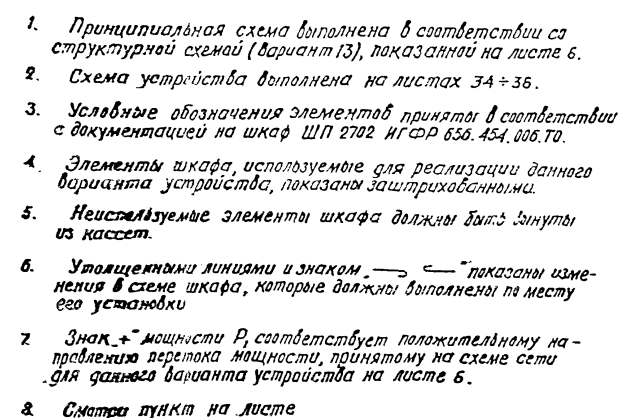 1. Принципиальная схема выполнена в соответствии со
структурной схемой (вариант 13), показанной на листе 6.
2. Схема устройства выполнена на листах 34÷36.
3. Условные обозначения элементов приняты в соответствии
с документацией на шкаф ШП 2702 ИГФР 656.454.006.ТО.
4. Элементы шкафа, используемые для реализации данного
варианта устройства, показаны заштрихованными.
5. Неиспользуемые элементы шкафа должны быть вынуты
из кассет.
6. Утолщенными линиями и знаком „ “ показаны изме-
нения в схеме шкафа, которые должны выполнены по месту
его установки
7. Знак „+“ мощности P, соответствует положительному на-
правлению перетока мощности, принятому на схеме сети
для данного варианта устройства на листе 6.
8. Смотри пункт на листе